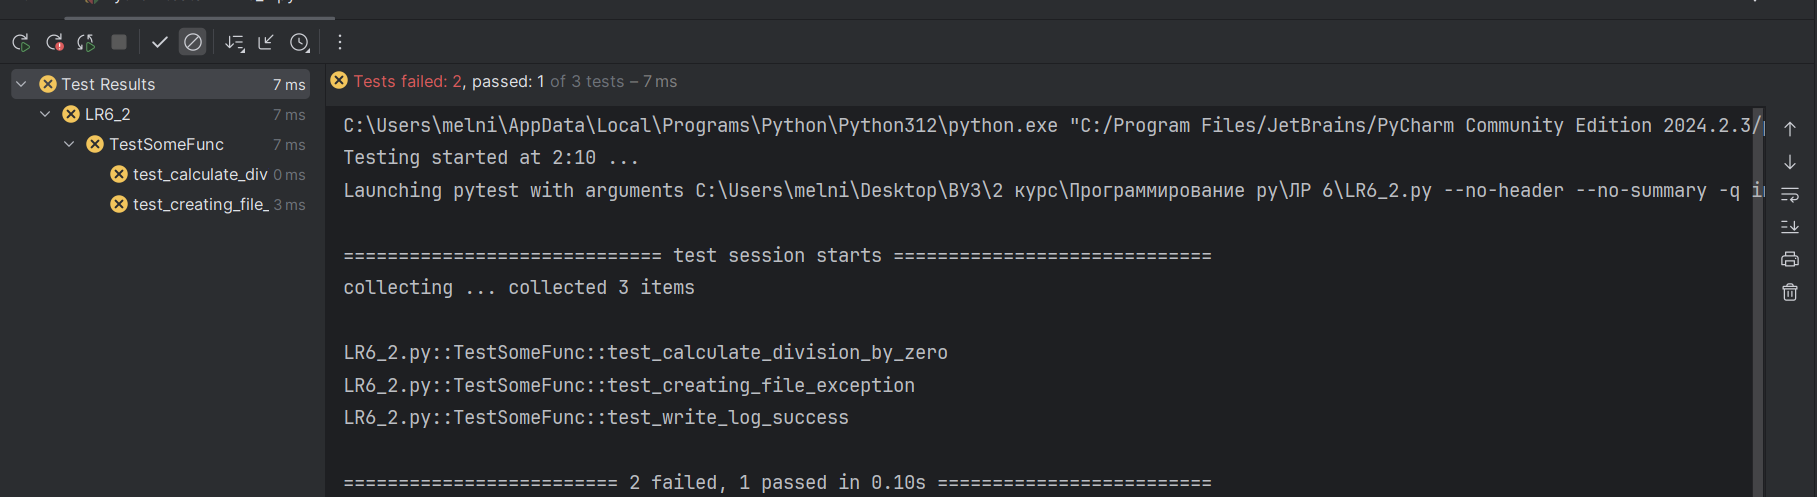 Test Results 7 ms
LR6_2 7 ms
TestSomeFunc 7 ms
test_calculate_div 0 ms
test_creating_file_ 3 ms
Tests failed: 2, passed: 1 of 3 tests – 7 ms
C:\Users\melni\AppData\Local\Programs\Python\Python312\python.exe "C:/Program Files/JetBrains/PyCharm Community Edition 2024.2.3/
Testing started at 2:10 ...
Launching pytest with arguments C:\Users\melni\Desktop\ВУЗ\2 курс\Программирование py\ЛР 6\LR6_2.py --no-header --no-summary -q
============================= test session starts =============================
collecting ... collected 3 items
LR6_2.py::TestSomeFunc::test_calculate_division_by_zero
LR6_2.py::TestSomeFunc::test_creating_file_exception
LR6_2.py::TestSomeFunc::test_write_log_success
========================= 2 failed, 1 passed in 0.10s =========================